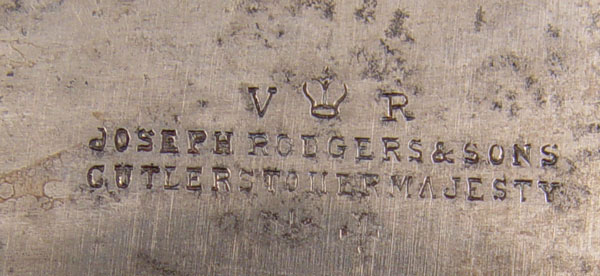 V R
JOSEPH RODGERS & SONS
CUTLERS TO HER MAJESTY